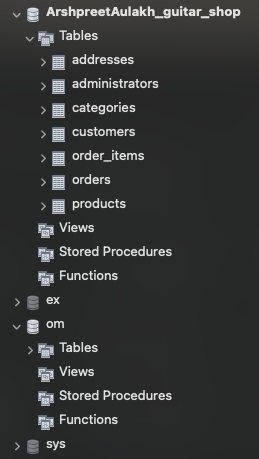 ArshpreetAulakh_guitar_shop
Tables
addresses
administrators
categories
customers
order_items
orders
products
Views
Stored Procedures
Functions
ex
om
Tables
Views
Stored Procedures
Functions
sys